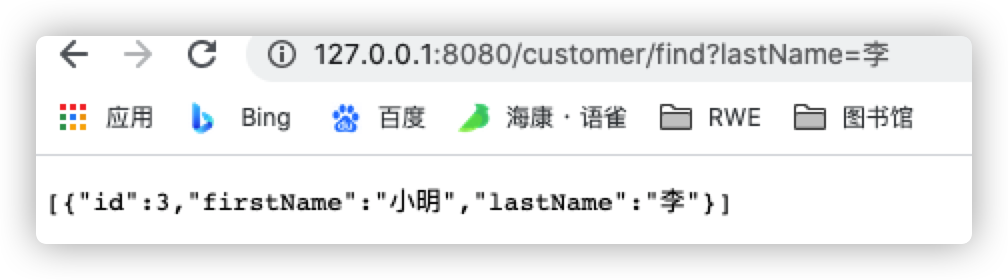 127.0.0.1:8080/customer/find?lastName=李
应用 Bing 百度 海康 · 语雀 RWE 图书馆
[{"id":3,"firstName":"小明","lastName":"李"}]